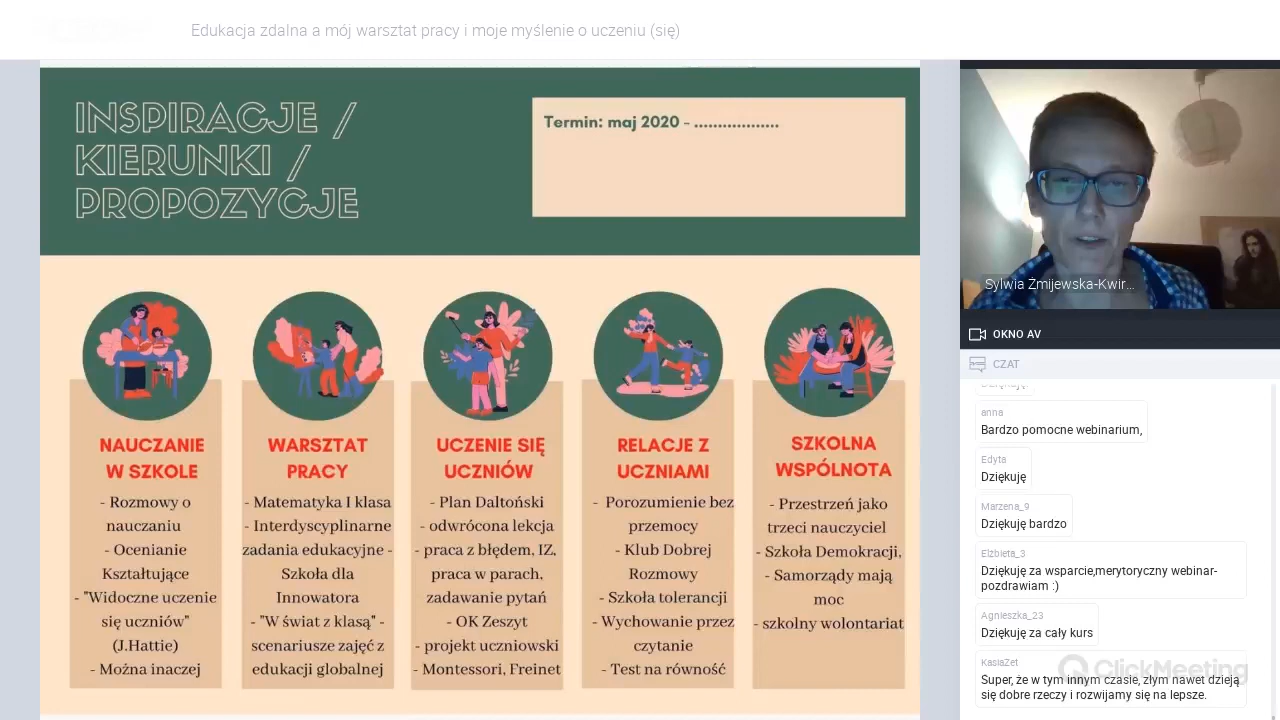 Edukacja zdalna a mój warsztat pracy i moje myślenie o uczeniu (się)
INSPIRACJE /
KIERUNKI /
PROPOZYCJE
Termin: maj 2020 - ..................
NAUCZANIE
W SZKOLE
- Rozmowy o
nauczaniu
- Ocenianie
Kształtujące
- "Widoczne uczenie
się uczniów"
(J.Hattie)
- Można inaczej
WARSZTAT
PRACY
- Matematyka I klasa
- Interdyscyplinarne
zadania edukacyjne -
Szkoła dla
Innowatora
- "W świat z klasą" -
scenariusze zajęć z
edukacji globalnej
UCZENIE SIĘ
UCZNIÓW
- Plan Daltoński
- odwrócona lekcja
- praca z błędem, IZ,
praca w parach,
zadawanie pytań
- OK Zeszyt
- projekt uczniowski
- Montessori, Freinet
RELACJE Z
UCZNIAMI
- Porozumienie bez
przemocy
- Klub Dobrej
Rozmowy
- Szkoła tolerancji
- Wychowanie przez
czytanie
- Test na równość
SZKOLNA
WSPÓLNOTA
- Przestrzeń jako
trzeci nauczyciel
- Szkoła Demokracji,
- Samorządy mają
moc
- szkolny wolontariat
Sylwia Żmijewska-Kwir...
OKNO AV
CZAT
anna
Bardzo pomocne webinarium,
Edyta
Dziękuję
Marzena_9
Dziękuję bardzo
Elżbieta_3
Dziękuję za wsparcie,merytoryczny webinar-
pozdrawiam :)
Agnieszka_23
Dziękuję za cały kurs
KasiaZet
Super, że w tym innym czasie, złym nawet dzieją
się dobre rzeczy i rozwijamy się na lepsze.
ClickMeeting